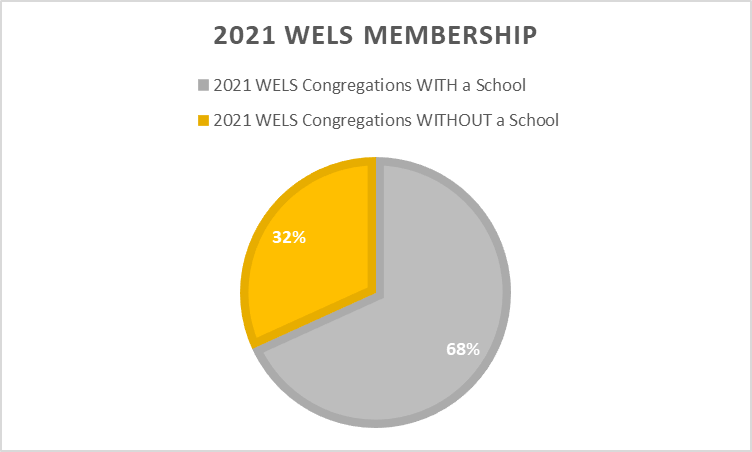 2021 WELS MEMBERSHIP
2021 WELS Congregations WITH a School
2021 WELS Congregations WITHOUT a School
32%
68%